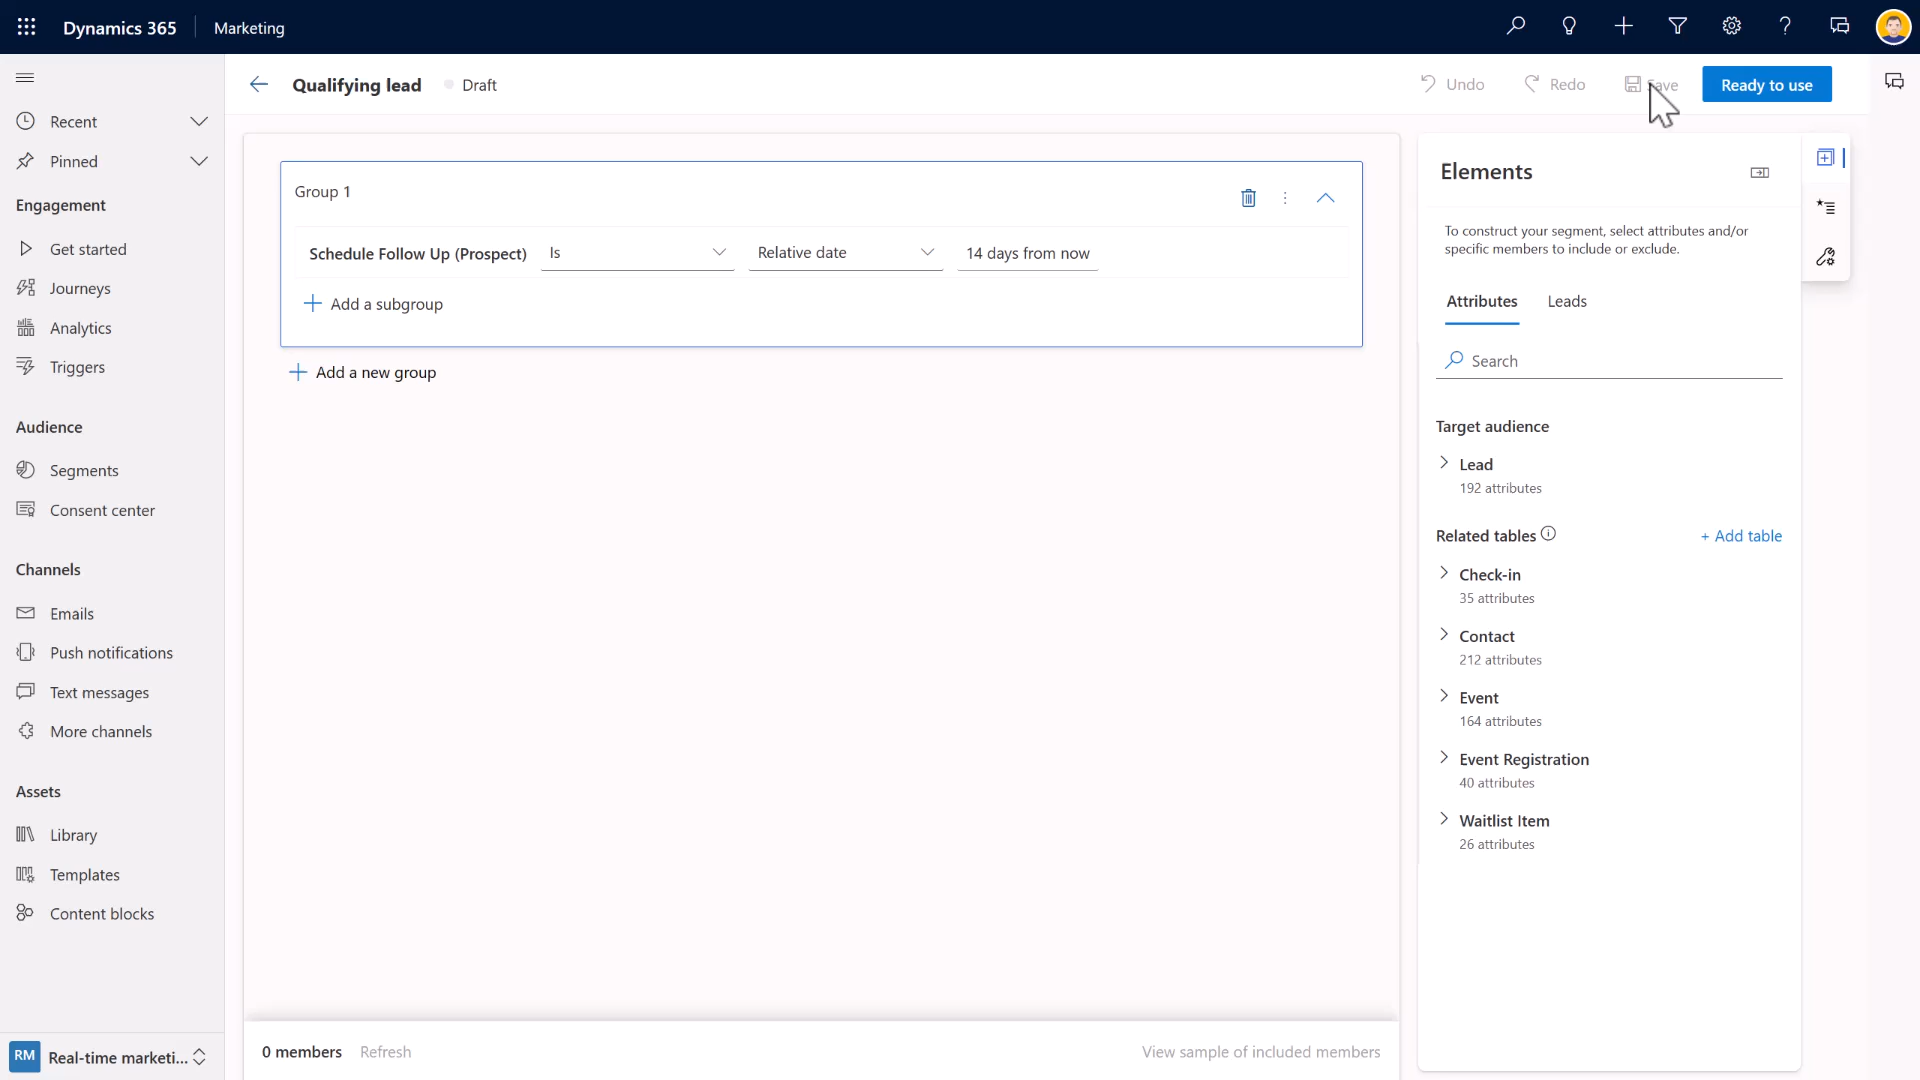 Dynamics 365
Marketing
Qualifying lead
Draft
Undo
Redo
Save
Ready to use
Recent
Pinned
Engagement
Get started
Journeys
Analytics
Triggers
Audience
Segments
Consent center
Channels
Emails
Push notifications
Text messages
More channels
Assets
Library
Templates
Content blocks
RM
Real-time marketi...
Group 1
Schedule Follow Up (Prospect)
Is
Relative date
14 days from now
Add a subgroup
Add a new group
0 members
Refresh
View sample of included members
Elements
To construct your segment, select attributes and/or
specific members to include or exclude.
Attributes
Leads
Search
Target audience
Lead
192 attributes
Related tables
+ Add table
Check-in
35 attributes
Contact
212 attributes
Event
164 attributes
Event Registration
40 attributes
Waitlist Item
26 attributes